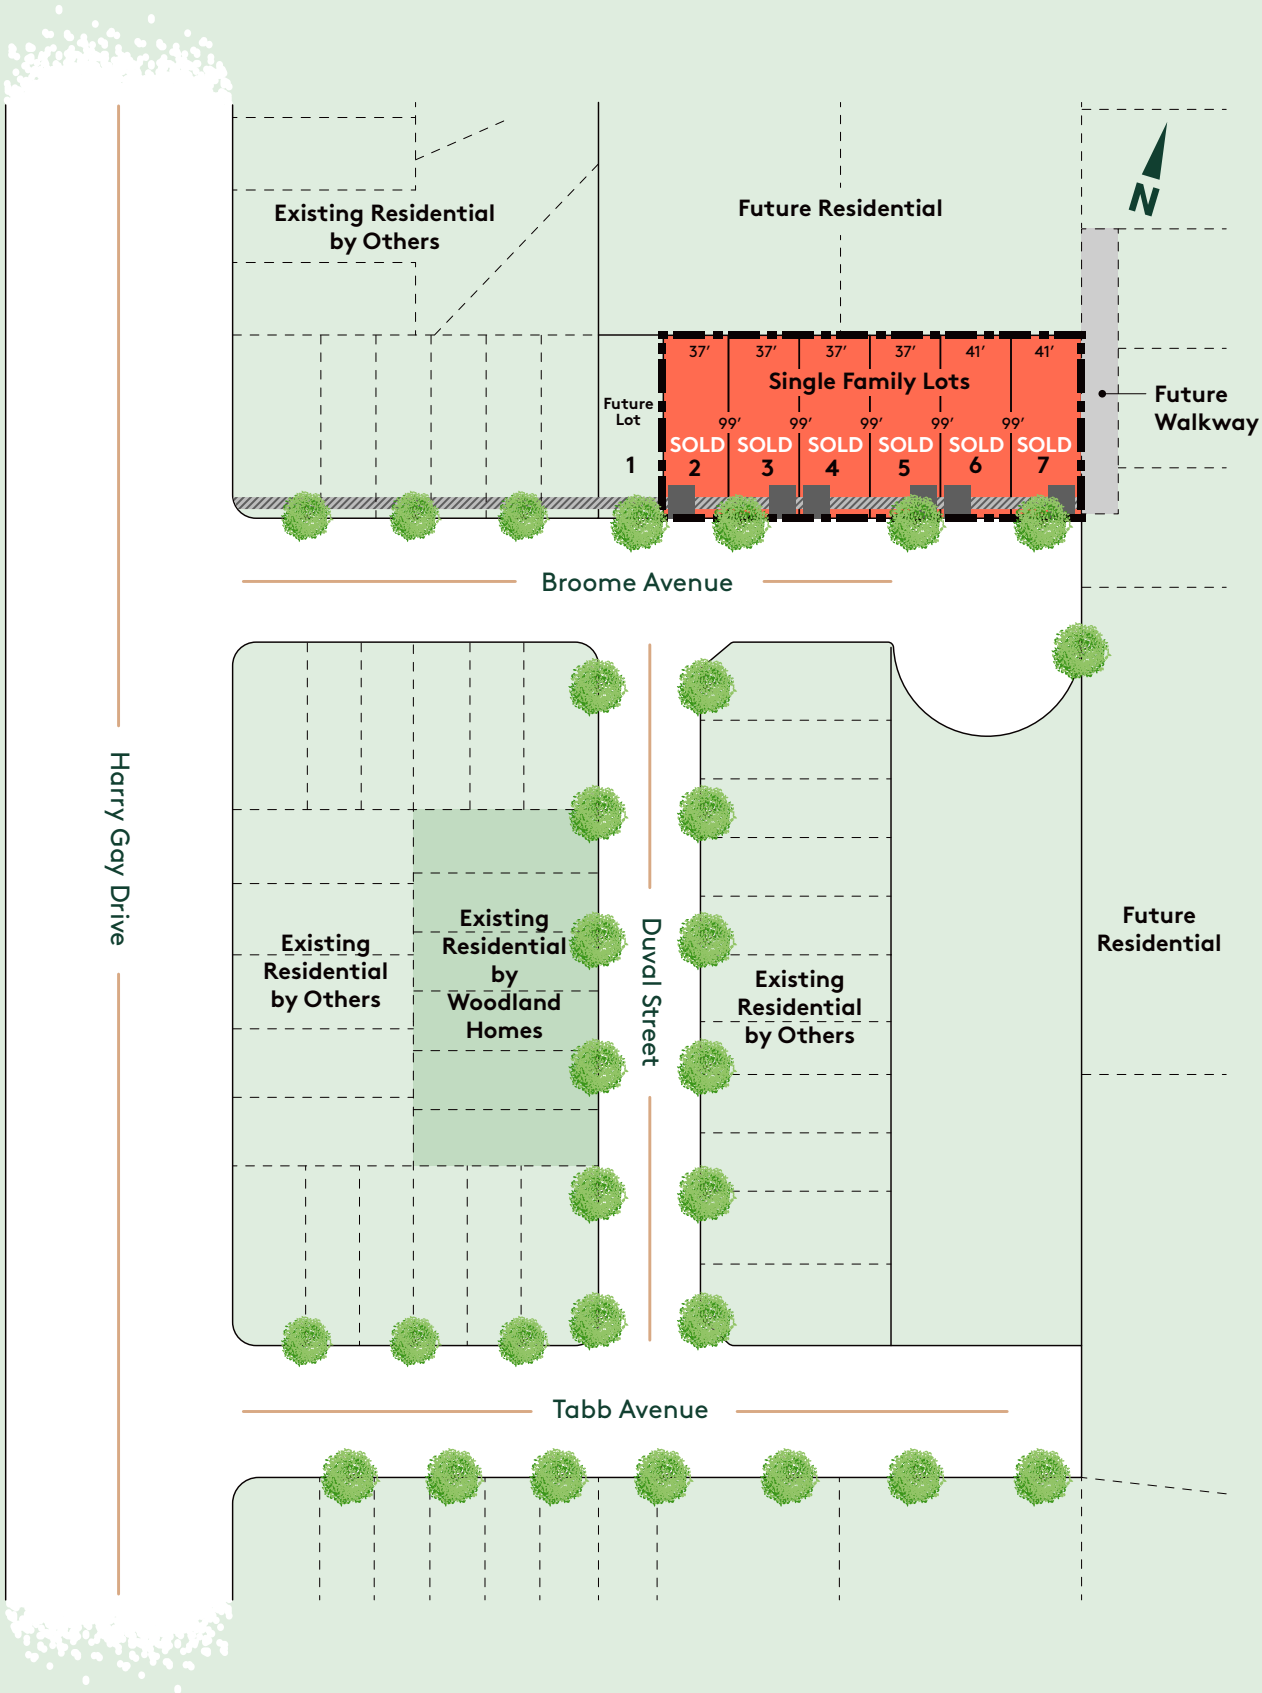 N
Existing Residential
by Others
Future Residential
37’ 37’ 37’ 37’ 41’ 41’
Single Family Lots
Future
Lot
Future
Walkway
99’ 99’ 99’ 99’ 99’
SOLD SOLD SOLD SOLD SOLD SOLD
1 2 3 4 5 6 7
Broome Avenue
Harry Gay Drive
Existing
Residential
by Others
Existing
Residential
by
Woodland
Homes
Duval Street
Existing
Residential
by Others
Future
Residential
Tabb Avenue